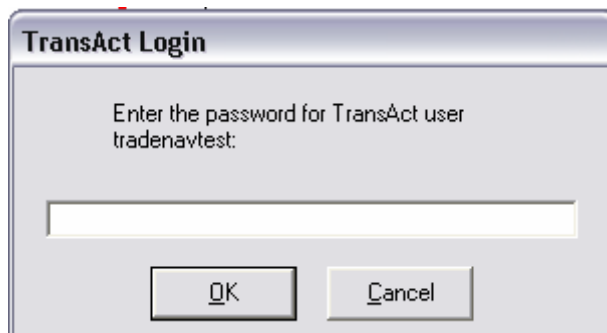 TransAct Login
Enter the password for TransAct user
tradenavtest:
OK
Cancel